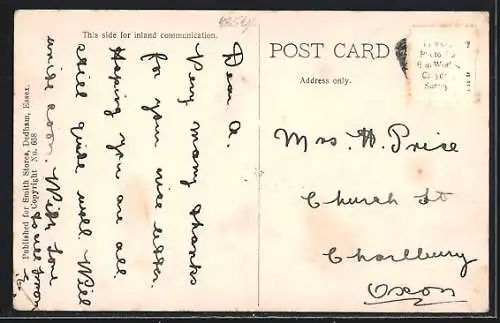 This side for inland communication.
POST CARD
Address only.
Dear A.
Very many thanks
for your nice letter.
Hoping you are all
still quite well. Will
write soon. With love
Published for Smith Stores, Dedham, Essex.
Copyright No. 608
Mrs. H. Price
Church St
Charlbury
Oxon